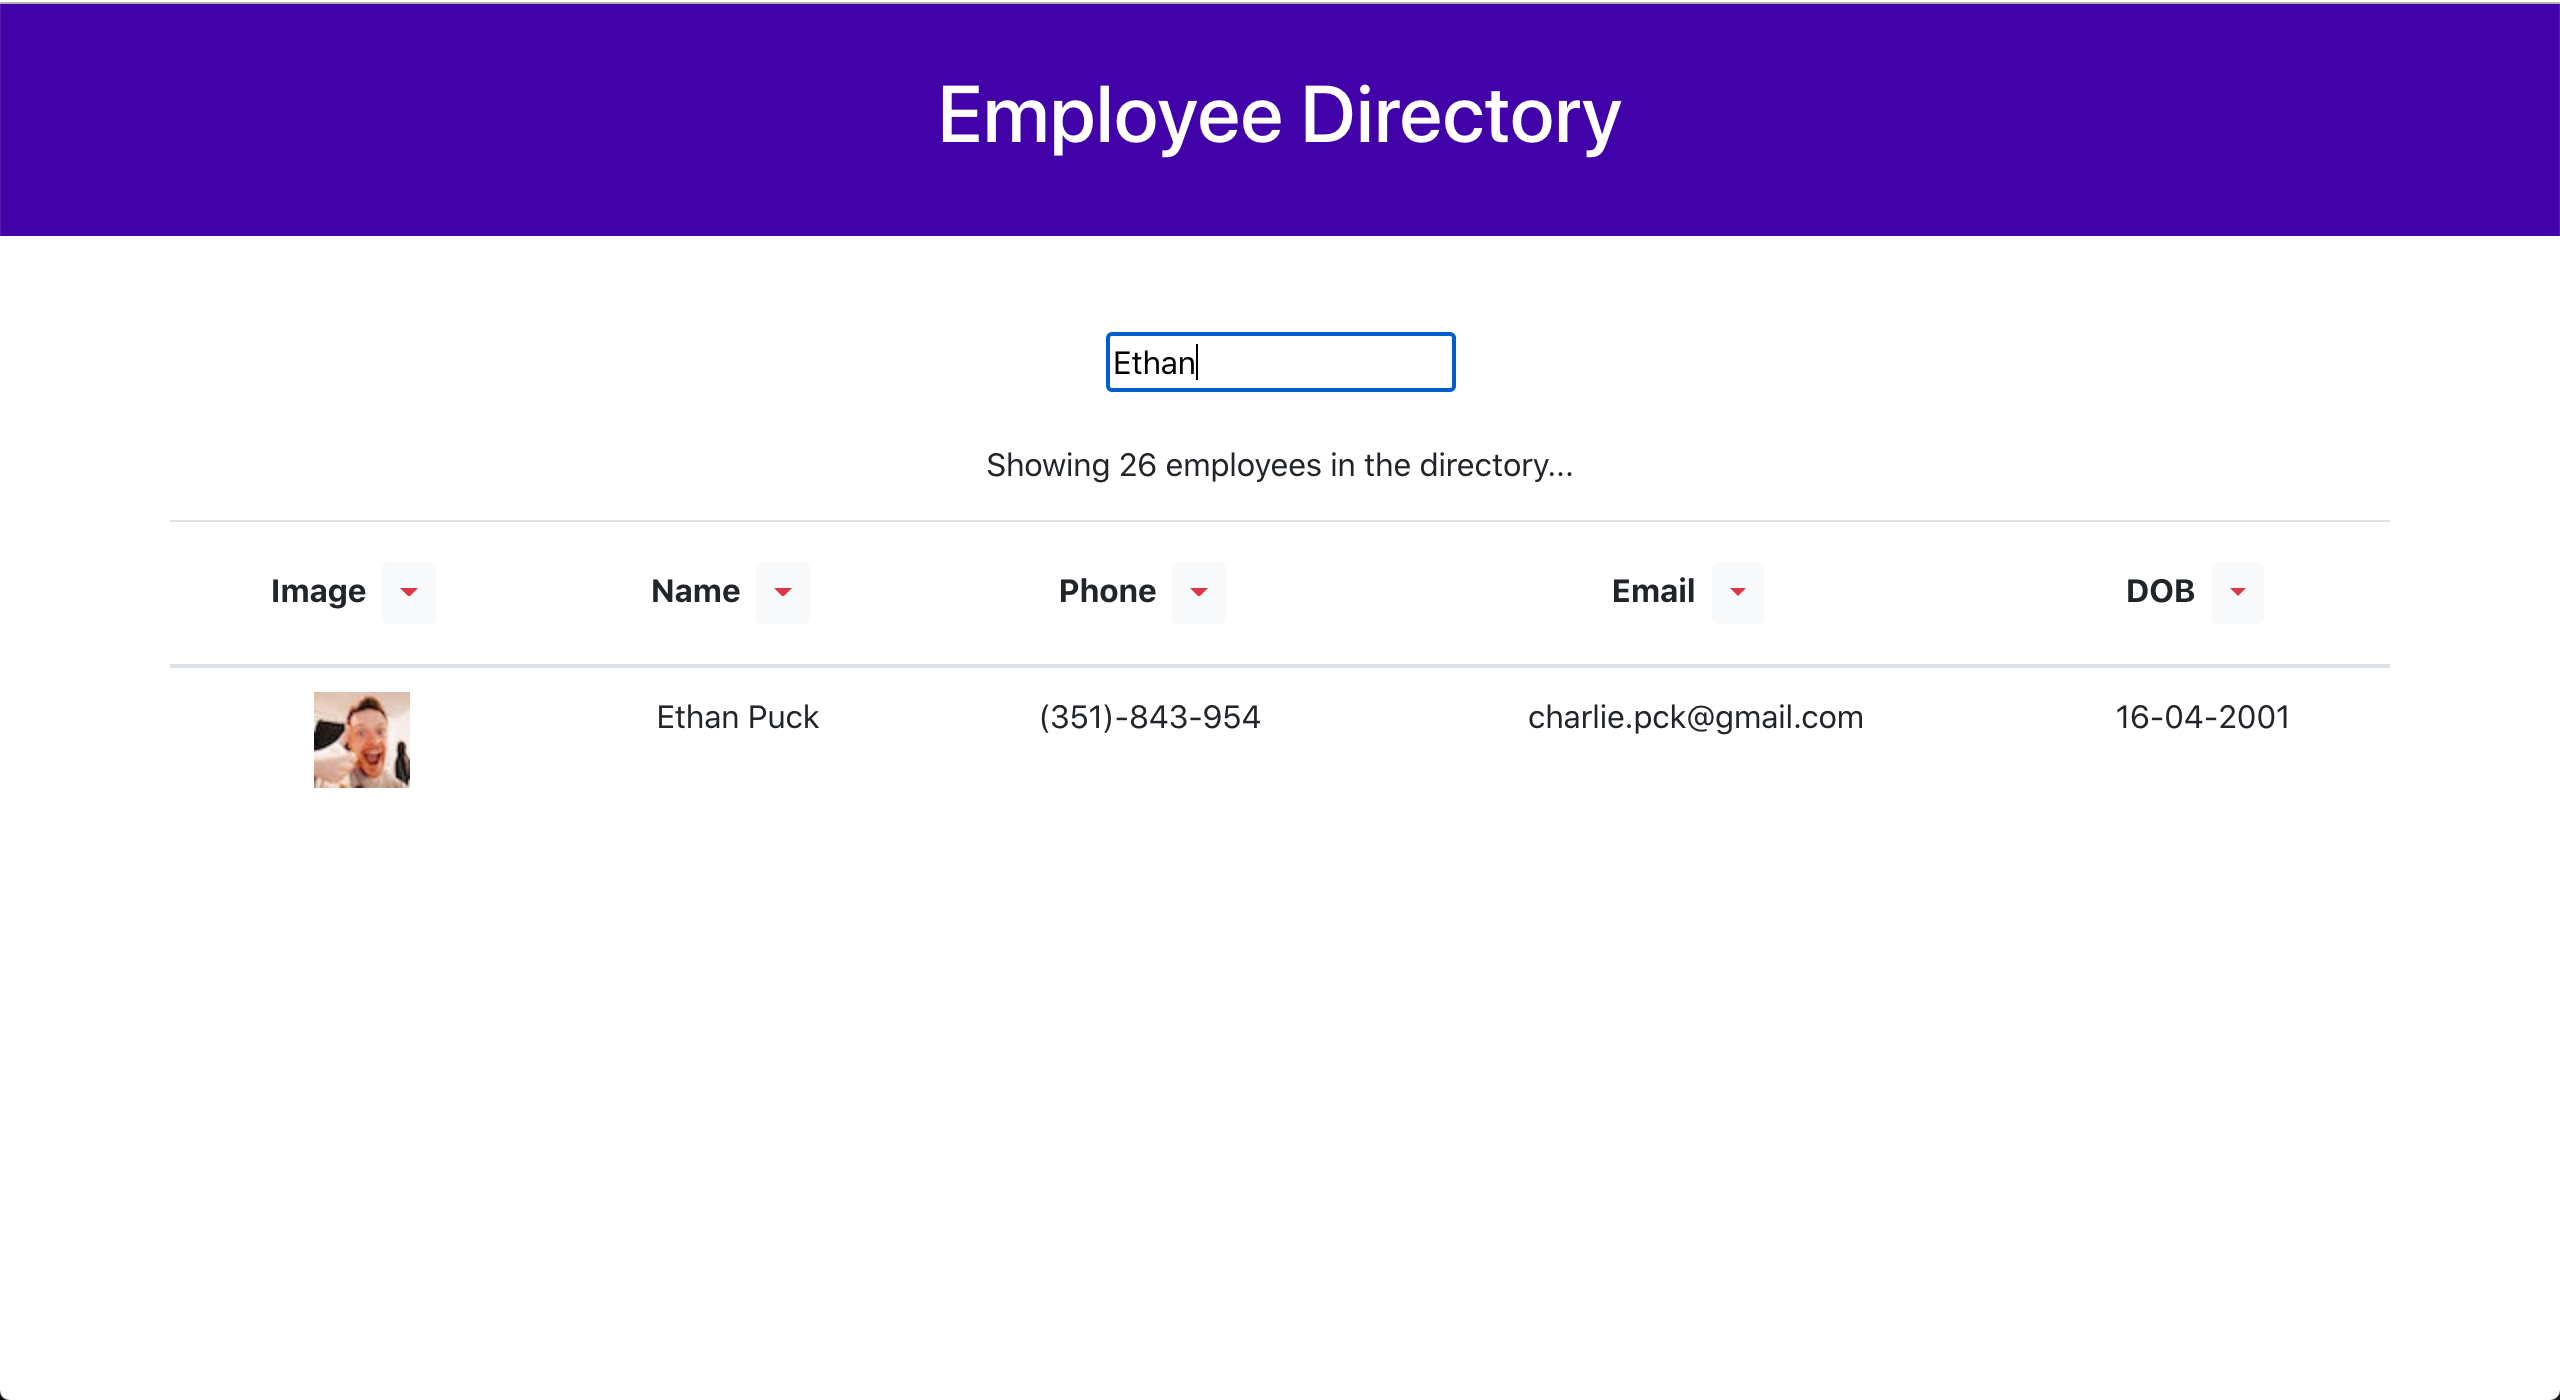 Employee Directory
Ethan
Showing 26 employees in the directory...
Image Name Phone Email DOB
Ethan Puck (351)-843-954 charlie.pck@gmail.com 16-04-2001